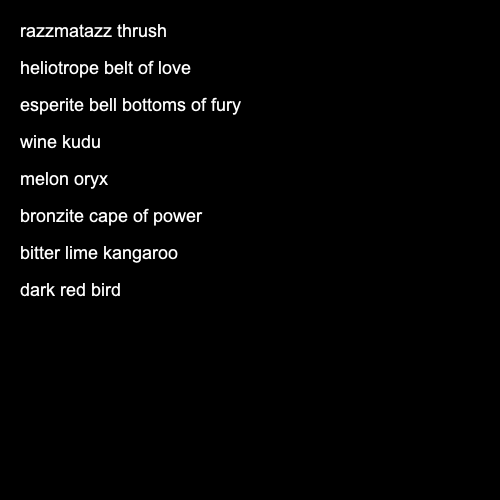 razzmatazz thrush
heliotrope belt of love
esperite bell bottoms of fury
wine kudu
melon oryx
bronzite cape of power
bitter lime kangaroo
dark red bird